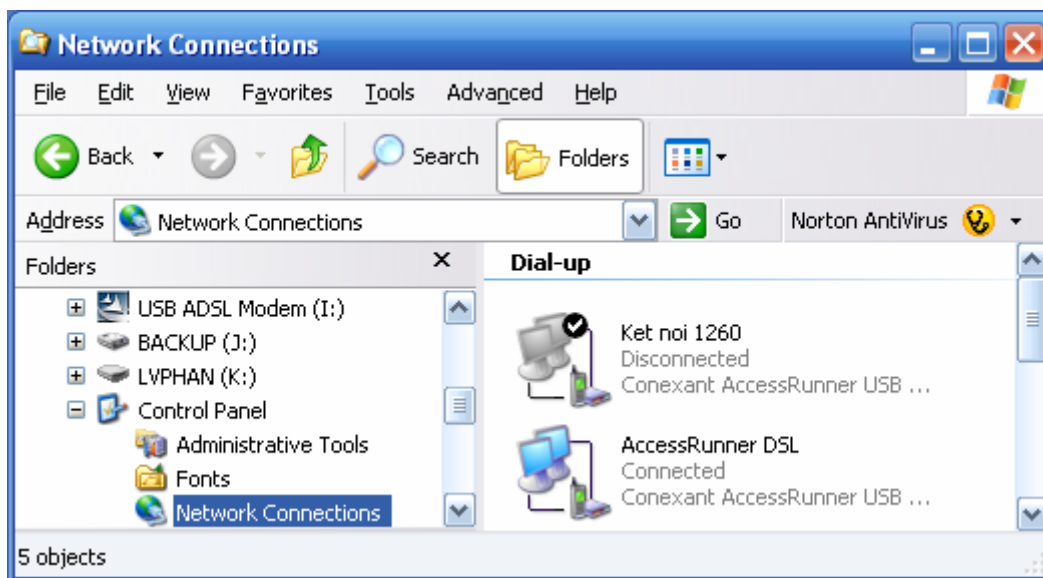 Network Connections
File Edit View Favorites Tools Advanced Help
Back Search Folders
Address Network Connections Go Norton AntiVirus
Folders
USB ADSL Modem (I:)
BACKUP (J:)
LVPHAN (K:)
Control Panel
Administrative Tools
Fonts
Network Connections
Dial-up
Ket noi 1260
Disconnected
Conexant AccessRunner USB ...
AccessRunner DSL
Connected
Conexant AccessRunner USB ...
5 objects